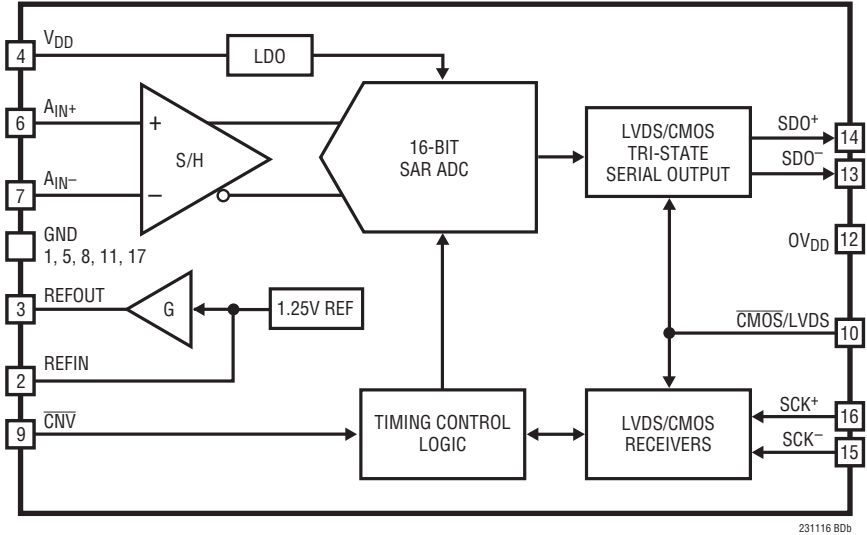 4
VDD
LDO
6
AIN+
+
S/H
16-BIT
SAR ADC
LVDS/CMOS
TRI-STATE
SERIAL OUTPUT
SDO+
14
SDO–
13
7
AIN–
–
GND
1, 5, 8, 11, 17
OVDD
12
3
REFOUT
G
1.25V REF
CMOS/LVDS
10
2
REFIN
9
CNV
TIMING CONTROL
LOGIC
LVDS/CMOS
RECEIVERS
SCK+
16
SCK–
15
231116 BDb